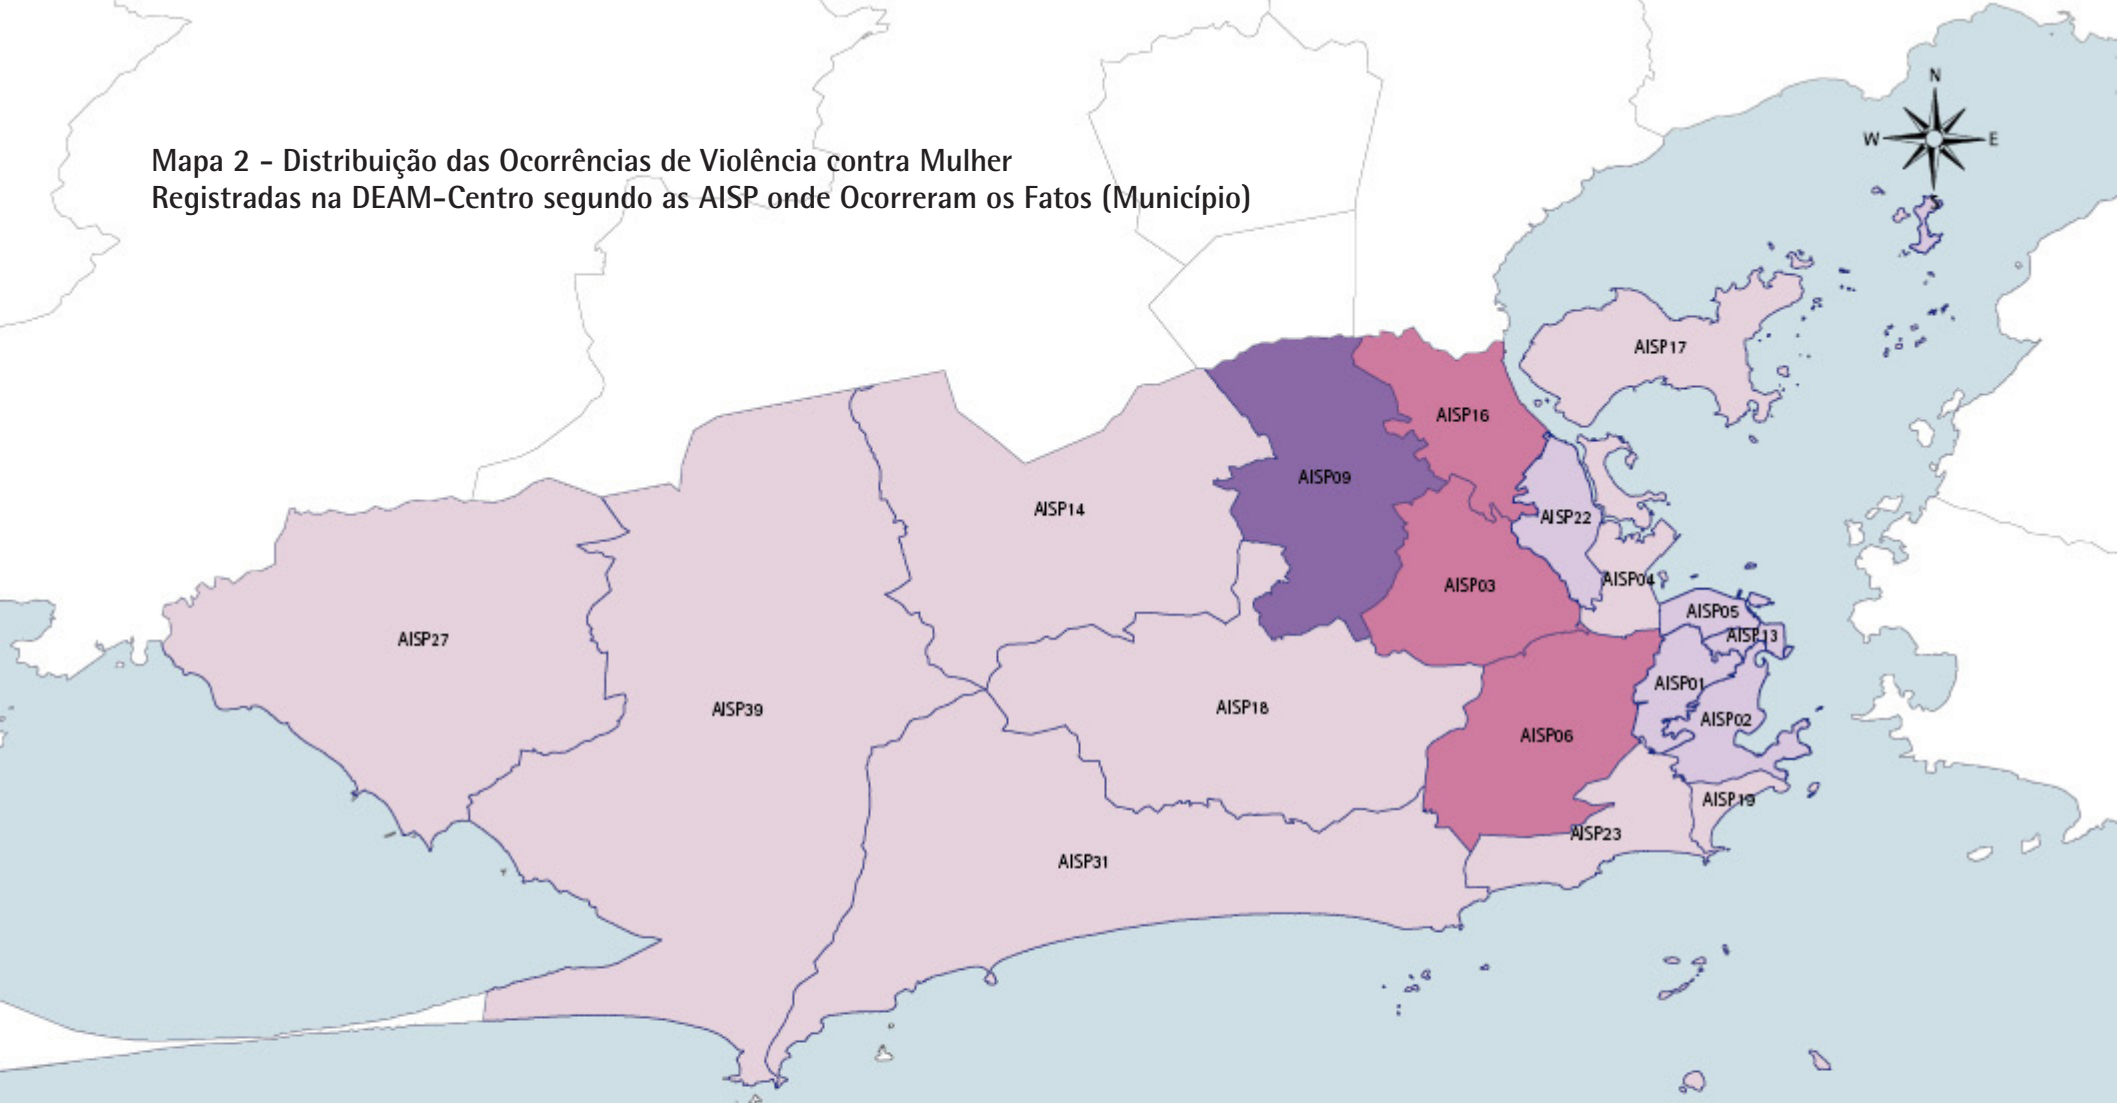 N
W E
S
Mapa 2 - Distribuição das Ocorrências de Violência contra Mulher
Registradas na DEAM-Centro segundo as AISP onde Ocorreram os Fatos (Município)
AISP17
AISP16
AISP09
AISP14
AISP22
AISP03
AISP04
AISP05
AISP13
AISP27
AISP01
AISP39
AISP18
AISP02
AISP06
AISP19
AISP23
AISP31